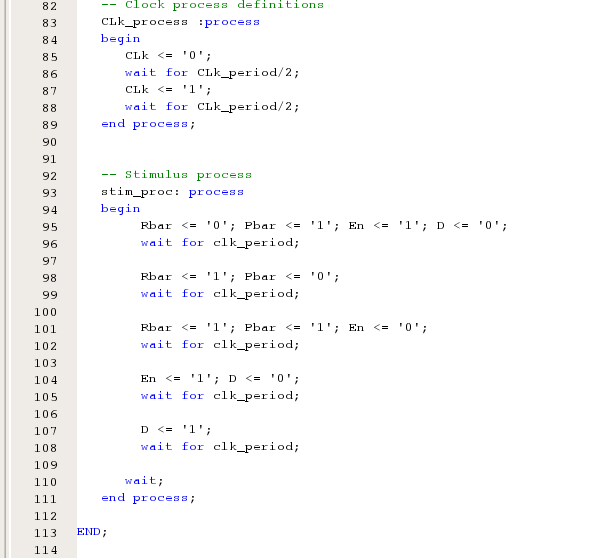 82 -- Clock process definitions
83 CLk_process :process
84 begin
85 CLk <= '0';
86 wait for CLk_period/2;
87 CLk <= '1';
88 wait for CLk_period/2;
89 end process;
90
91
92 -- Stimulus process
93 stim_proc: process
94 begin
95 Rbar <= '0'; Pbar <= '1'; En <= '1'; D <= '0';
96 wait for clk_period;
97
98 Rbar <= '1'; Pbar <= '0';
99 wait for clk_period;
100
101 Rbar <= '1'; Pbar <= '1'; En <= '0';
102 wait for clk_period;
103
104 En <= '1'; D <= '0';
105 wait for clk_period;
106
107 D <= '1';
108 wait for clk_period;
109
110 wait;
111 end process;
112
113 END;
114